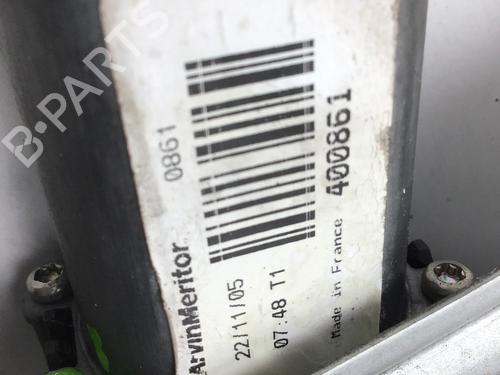 B-PARTS
0861
ArvinMeritor
22/11/05
07:48 T1
400861
Made in France